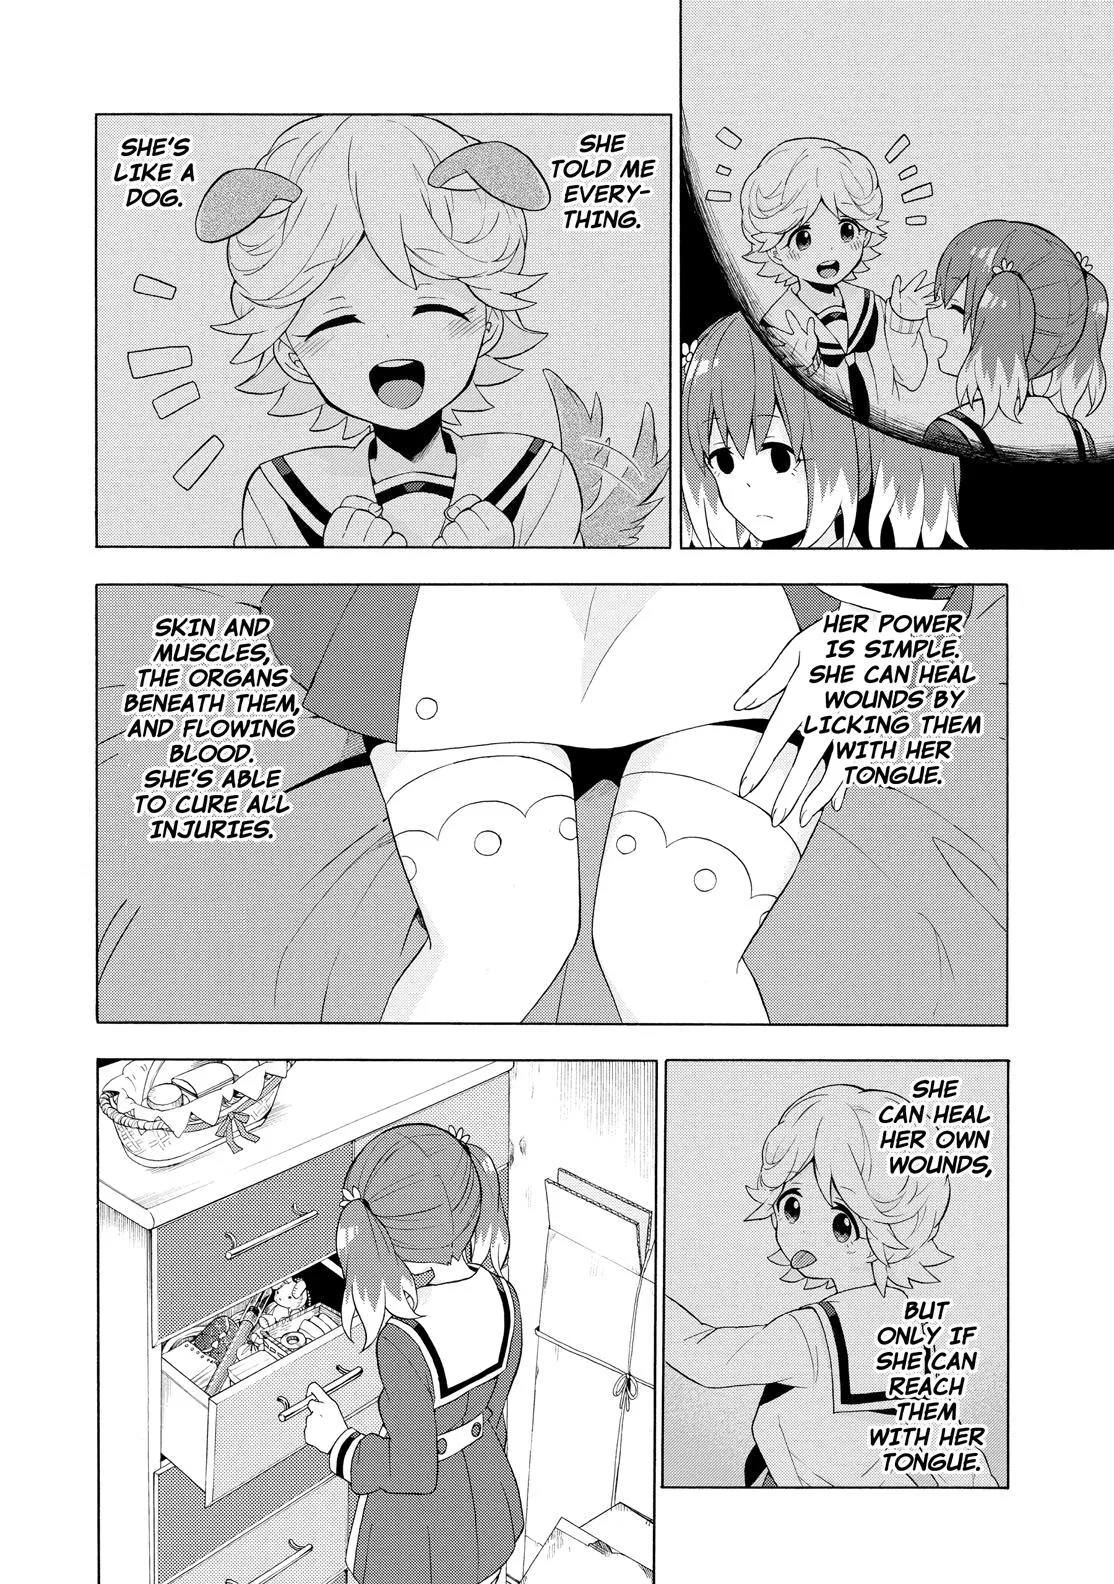 SHE
TOLD ME
EVERY-
THING.
SHE'S
LIKE A
DOG.
HER POWER
IS SIMPLE.
SHE CAN HEAL
WOUNDS BY
LICKING THEM
WITH HER
TONGUE.
SKIN AND
MUSCLES,
THE ORGANS
BENEATH THEM,
AND FLOWING
BLOOD.
SHE'S ABLE
TO CURE ALL
INJURIES.
SHE
CAN HEAL
HER OWN
WOUNDS,
BUT
ONLY IF
SHE CAN
REACH
THEM
WITH HER
TONGUE.